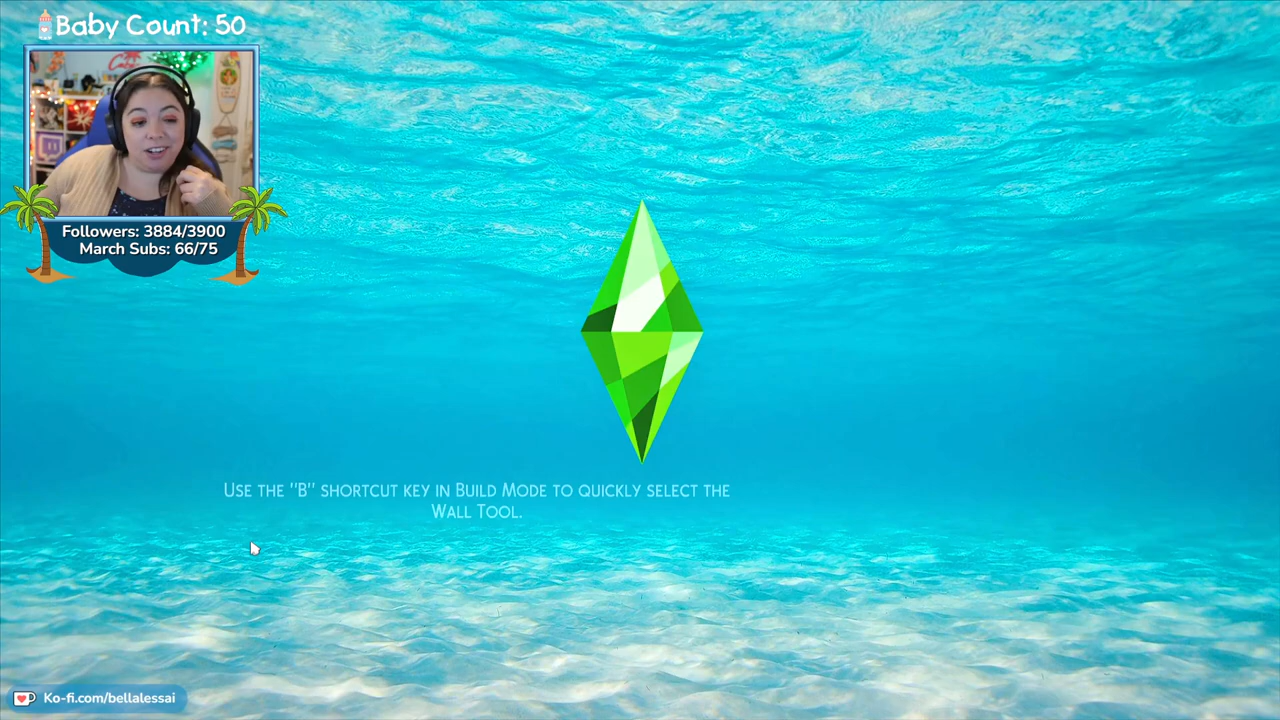 Baby Count: 50
Followers: 3884/3900
March Subs: 66/75
Use the "B" shortcut key in Build Mode to quickly select the
Wall Tool.
Ko-fi.com/bellalessai